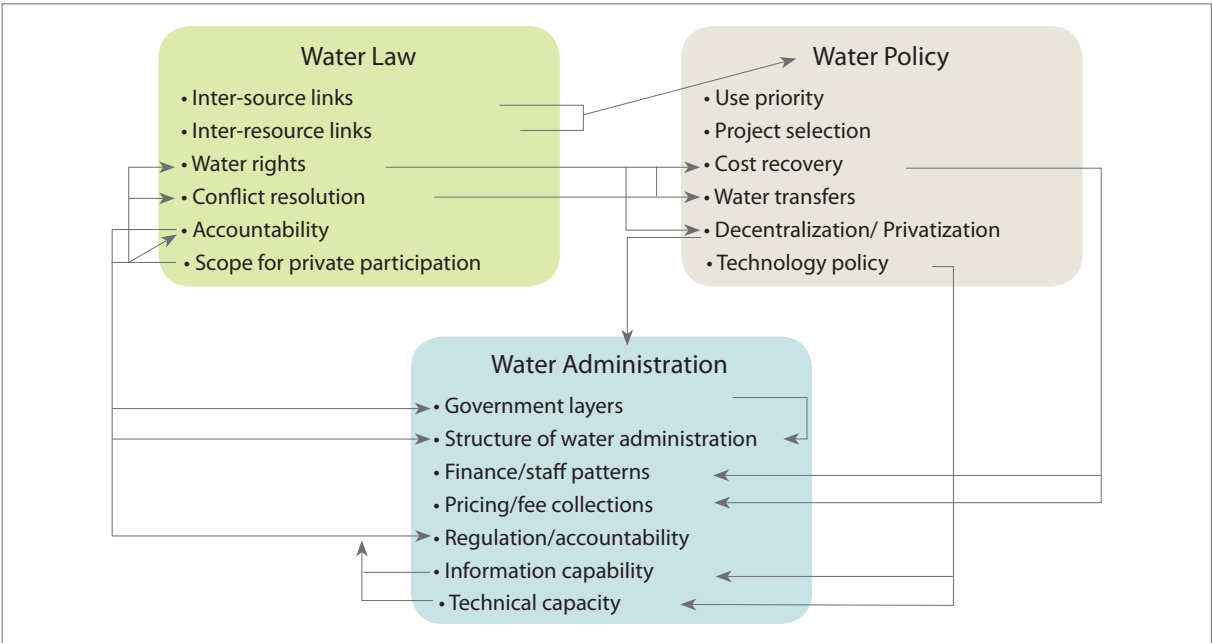 Water Law
• Inter-source links
• Inter-resource links
• Water rights
• Conflict resolution
• Accountability
• Scope for private participation
Water Policy
• Use priority
• Project selection
• Cost recovery
• Water transfers
• Decentralization/ Privatization
• Technology policy
Water Administration
• Government layers
• Structure of water administration
• Finance/staff patterns
• Pricing/fee collections
• Regulation/accountability
• Information capability
• Technical capacity